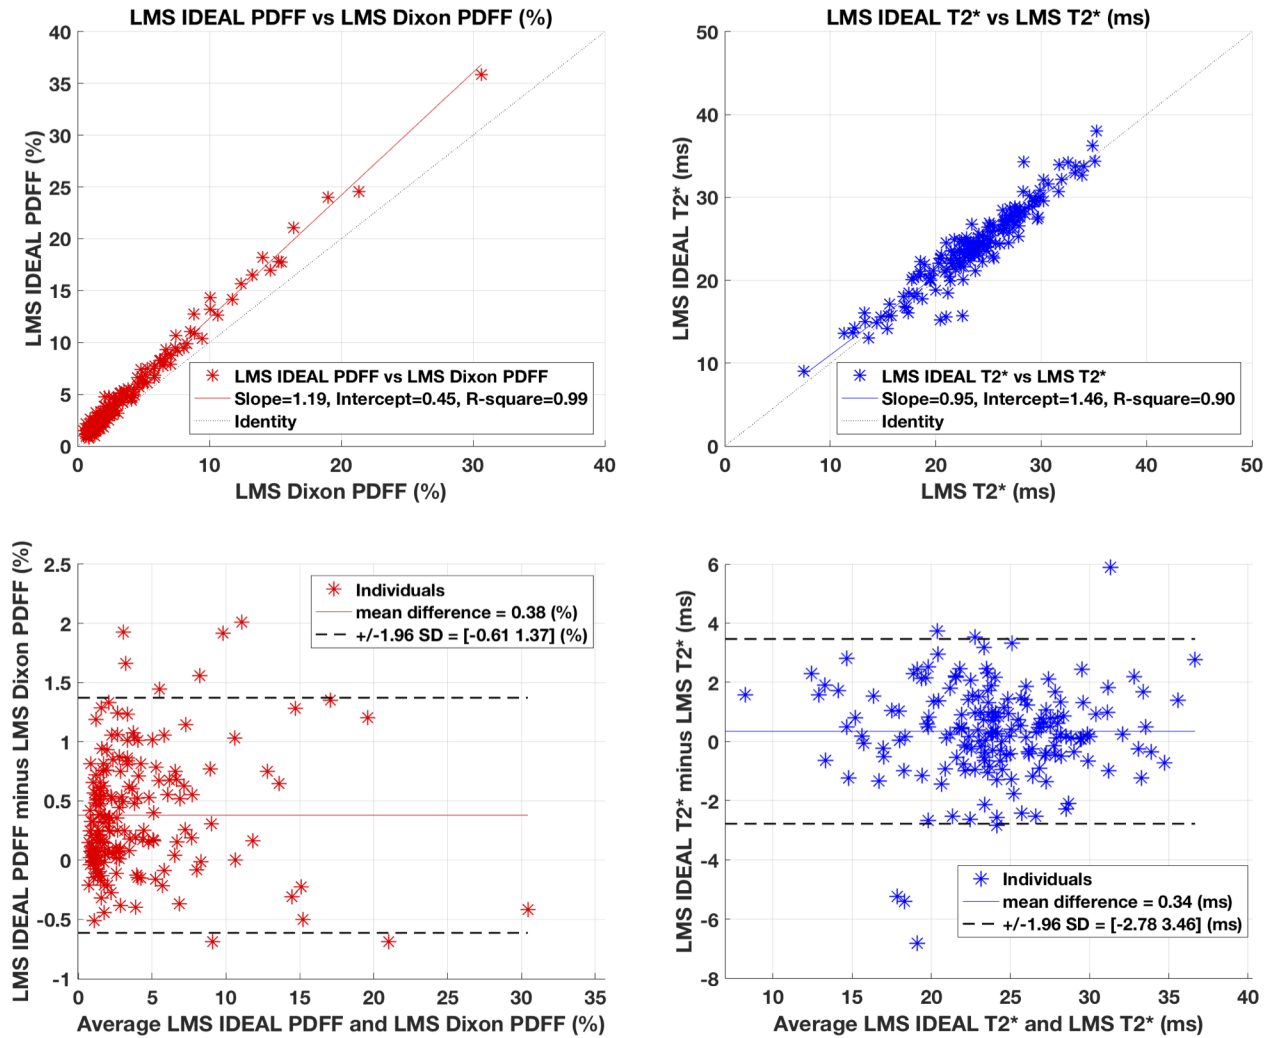 LMS IDEAL PDFF vs LMS Dixon PDFF (%)
40
35
30
25
20
15
10
5
0
LMS IDEAL PDFF (%)
LMS IDEAL PDFF vs LMS Dixon PDFF
Slope=1.19, Intercept=0.45, R-square=0.99
Identity
0 10 20 30 40
LMS Dixon PDFF (%)
LMS IDEAL T2* vs LMS T2* (ms)
50
40
30
20
10
0
LMS IDEAL T2* (ms)
LMS IDEAL T2* vs LMS T2*
Slope=0.95, Intercept=1.46, R-square=0.90
Identity
0 10 20 30 40 50
LMS T2* (ms)
2.5
2
1.5
1
0.5
0
-0.5
-1
LMS IDEAL PDFF minus LMS Dixon PDFF (%)
Individuals
mean difference = 0.38 (%)
+/-1.96 SD = [-0.61 1.37] (%)
0 5 10 15 20 25 30 35
Average LMS IDEAL PDFF and LMS Dixon PDFF (%)
6
4
2
0
-2
-4
-6
-8
LMS IDEAL T2* minus LMS T2* (ms)
Individuals
mean difference = 0.34 (ms)
+/-1.96 SD = [-2.78 3.46] (ms)
10 15 20 25 30 35 40
Average LMS IDEAL T2* and LMS T2* (ms)